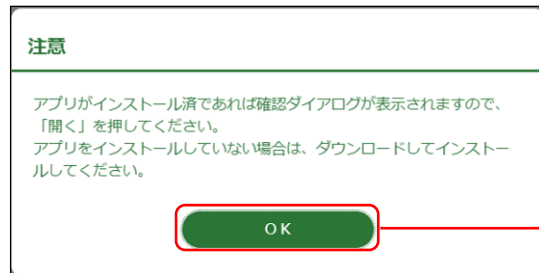 注意
アプリがインストール済であれば確認ダイアログが表示されますので、
「開く」を押してください。
アプリをインストールしていない場合は、ダウンロードしてインストー
ルしてください。
OK